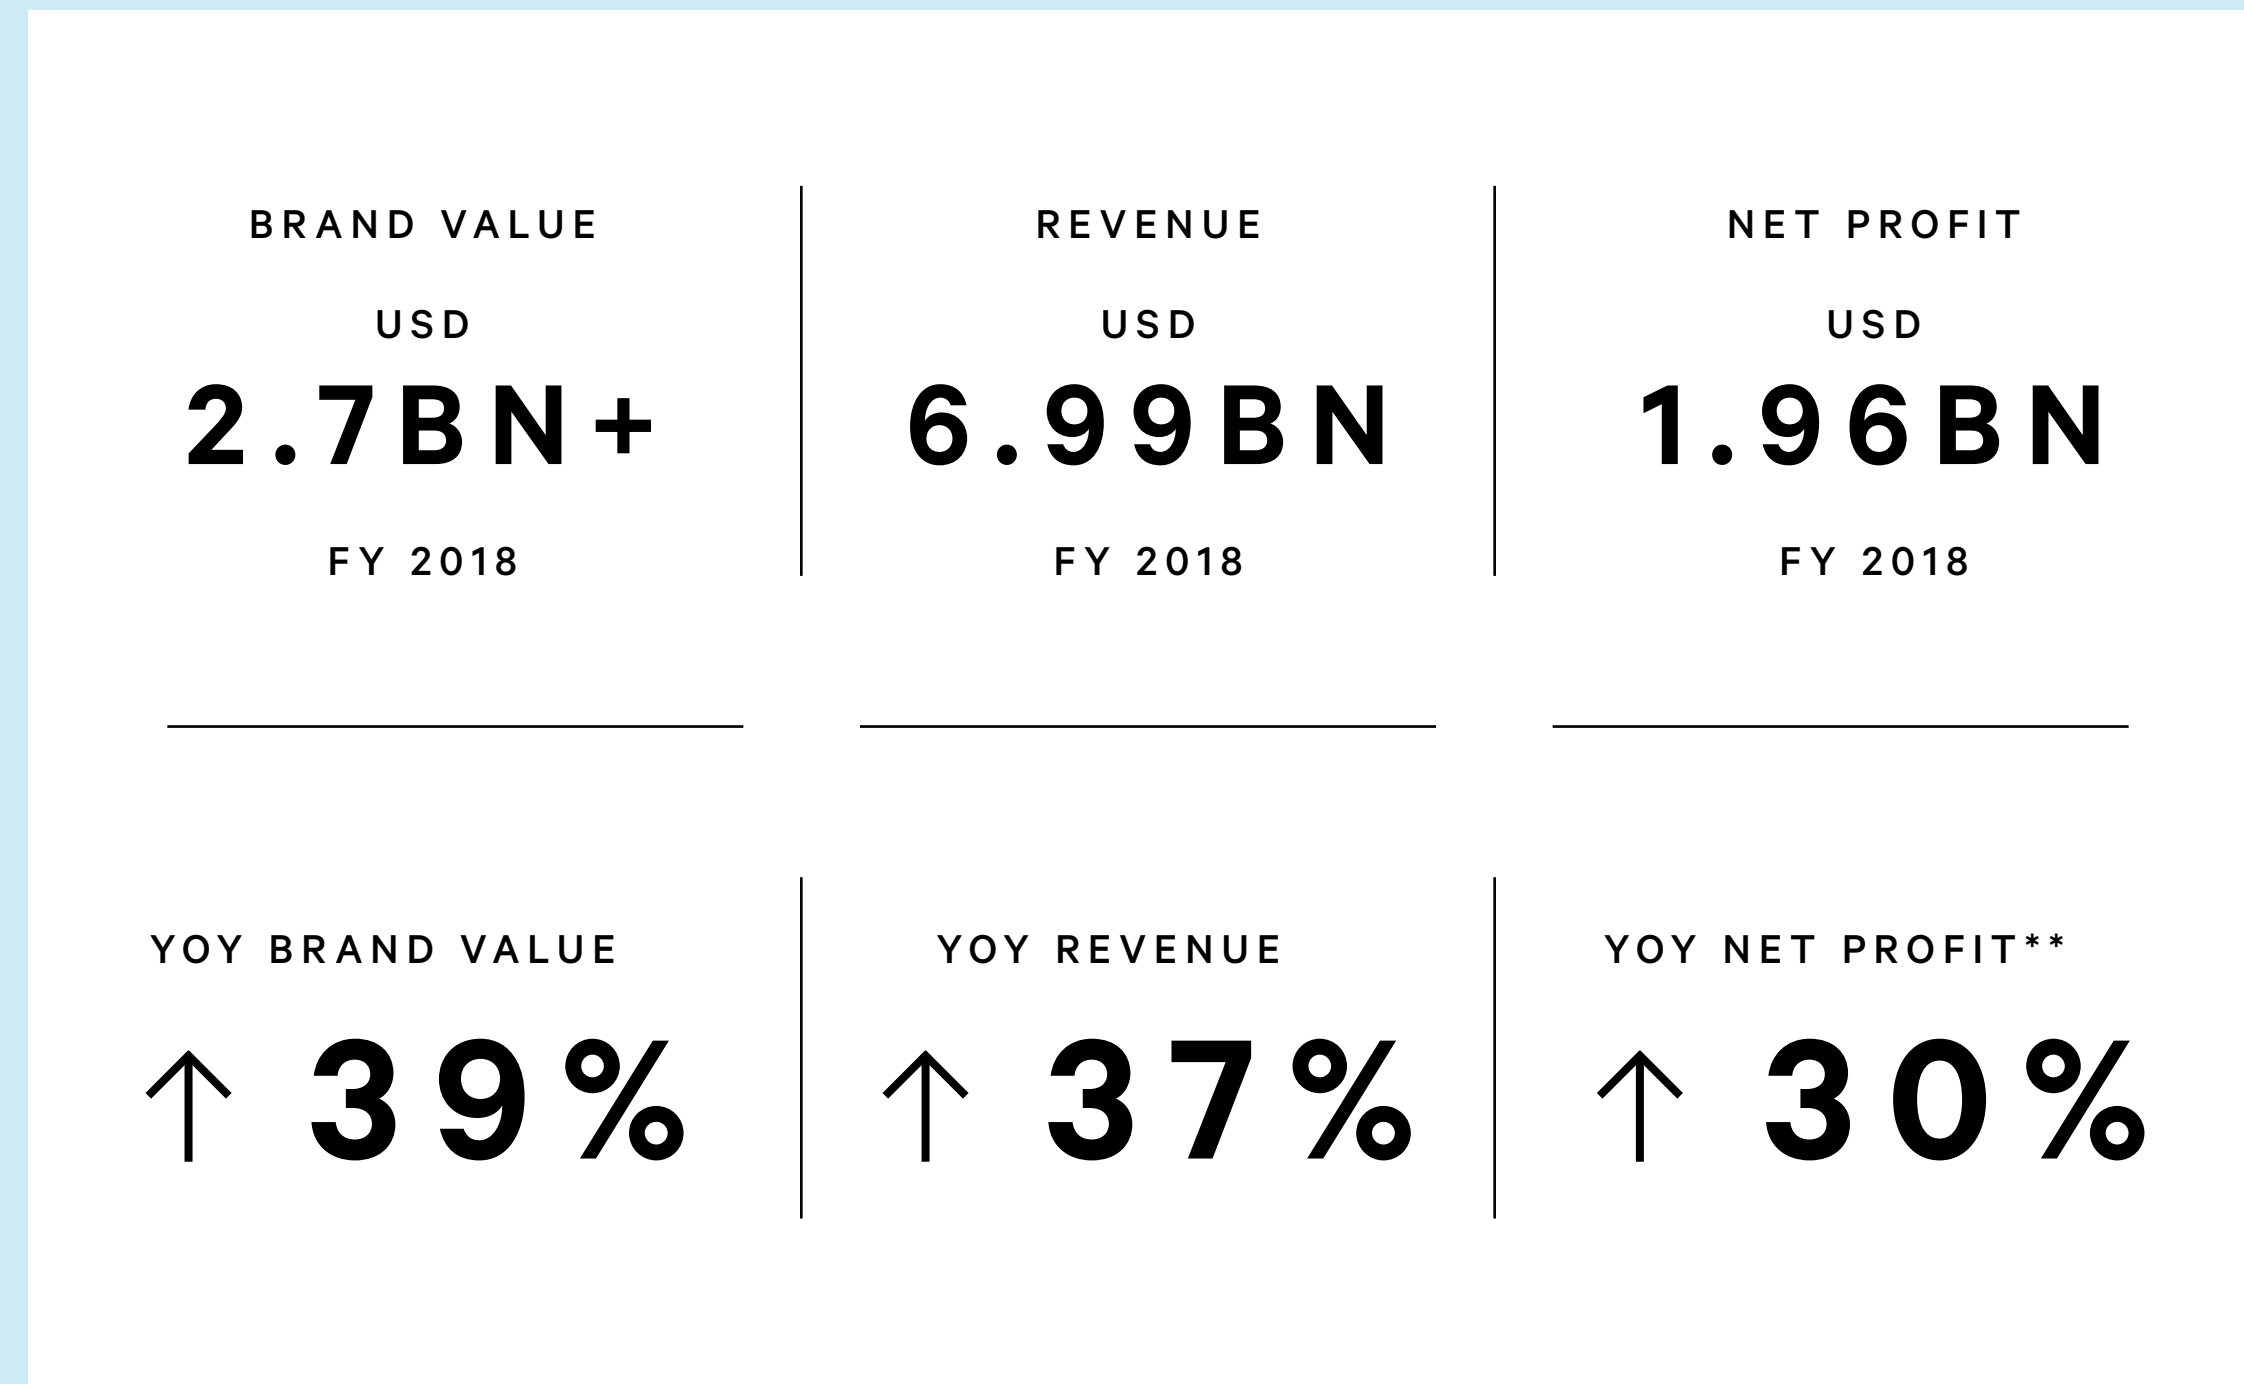 BRAND VALUE
USD
2.7BN+
FY 2018
REVENUE
USD
6.99BN
FY 2018
NET PROFIT
USD
1.96BN
FY 2018
YOY BRAND VALUE
↑ 39%
YOY REVENUE
↑ 37%
YOY NET PROFIT**
↑ 30%